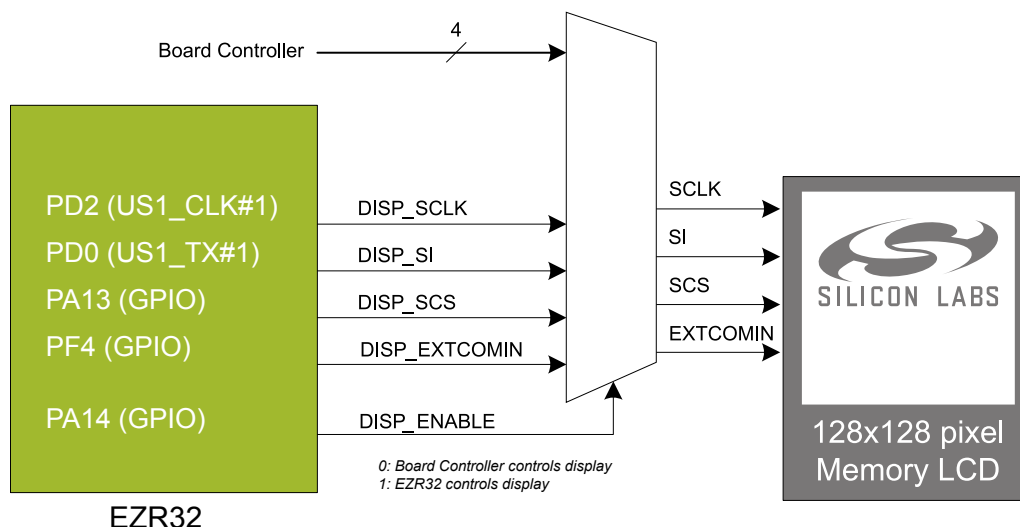 4
Board Controller
PD2 (US1_CLK#1)
PD0 (US1_TX#1)
PA13 (GPIO)
PF4 (GPIO)
PA14 (GPIO)
EZR32
DISP_SCLK
DISP_SI
DISP_SCS
DISP_EXTCOMIN
DISP_ENABLE
0: Board Controller controls display
1: EZR32 controls display
SCLK
SI
SCS
EXTCOMIN
SILICON LABS
128x128 pixel
Memory LCD